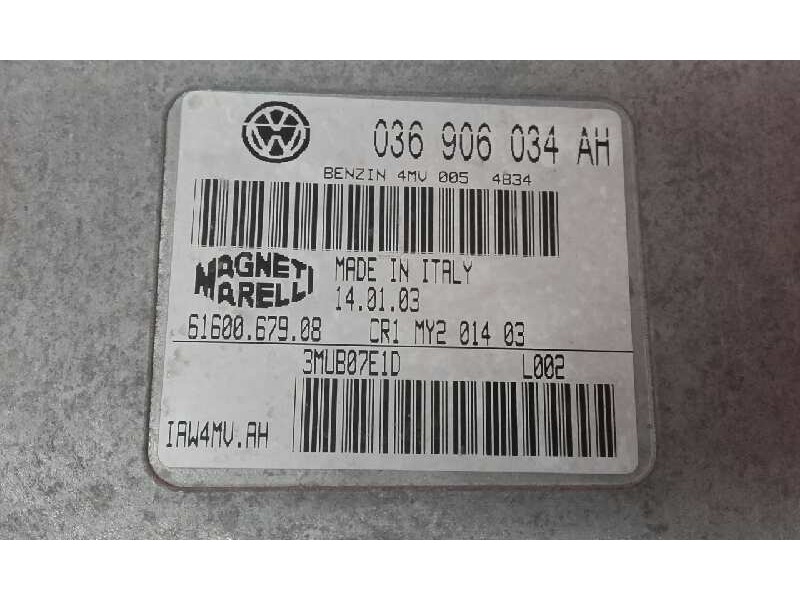 036 906 034 AH
BENZIN 4MV 005 4834
MAGNETI
MARELLI
MADE IN ITALY
14.01.03
61600.679.08 CR1 MY2 014 03
3MUB07E1D L002
IAW4MV.AH